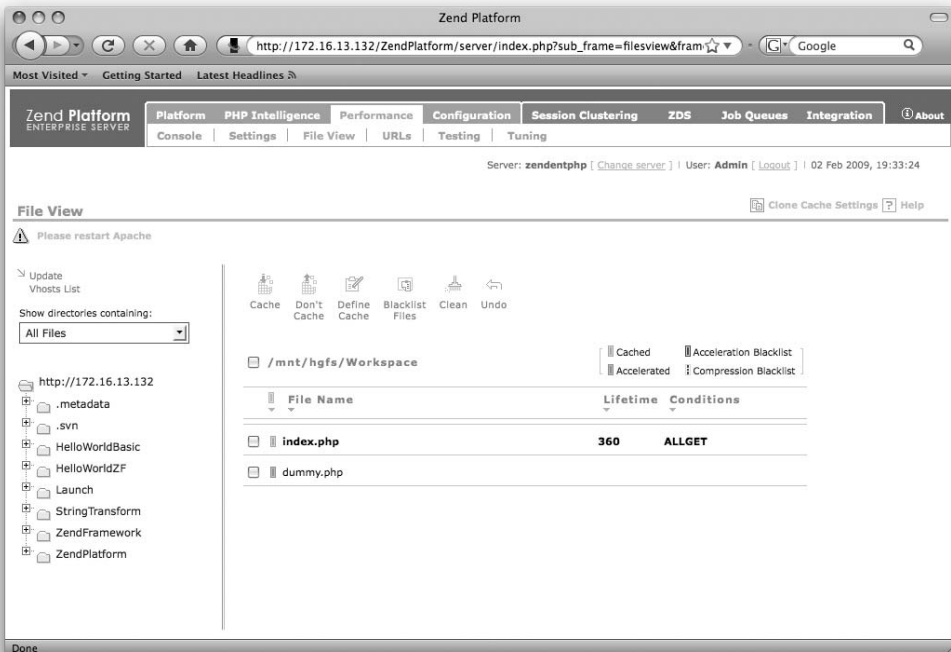 Zend Platform
http://172.16.13.132/ZendPlatform/server/index.php?sub_frame=filesview&fram
G Google
Most Visited Getting Started Latest Headlines
Zend Platform
ENTERPRISE SERVER
Platform PHP Intelligence Performance Configuration Session Clustering ZDS Job Queues Integration About
Console Settings File View URLs Testing Tuning
Server: zendentphp [ Change server ] | User: Admin [ Logout ] | 02 Feb 2009, 19:33:24
File View
Clone Cache Settings ? Help
Please restart Apache
Update
Vhosts List
Show directories containing:
All Files
http://172.16.13.132
.metadata
.svn
HelloWorldBasic
HelloWorldZF
Launch
StringTransform
ZendFramework
ZendPlatform
Cache Don't Cache Define Cache Blacklist Files Clean Undo
/mnt/hgfs/Workspace
Cached Acceleration Blacklist
Accelerated Compression Blacklist
File Name Lifetime Conditions
index.php 360 ALLGET
dummy.php
Done